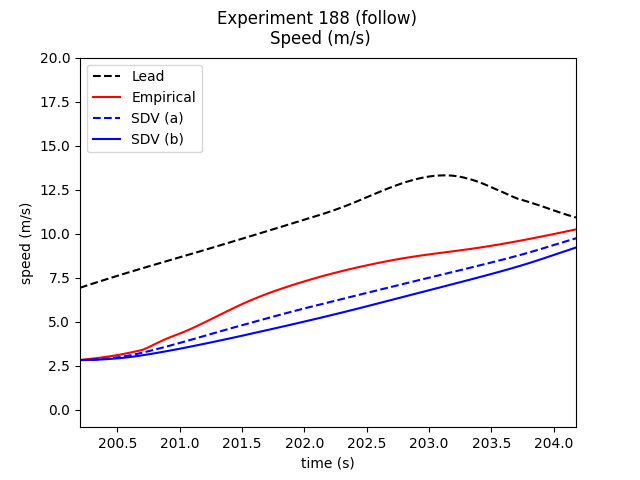 Experiment 188 (follow)
Speed (m/s)
20.0
17.5
15.0
12.5
10.0
7.5
5.0
2.5
0.0
speed (m/s)
Lead
Empirical
SDV (a)
SDV (b)
200.5 201.0 201.5 202.0 202.5 203.0 203.5 204.0
time (s)